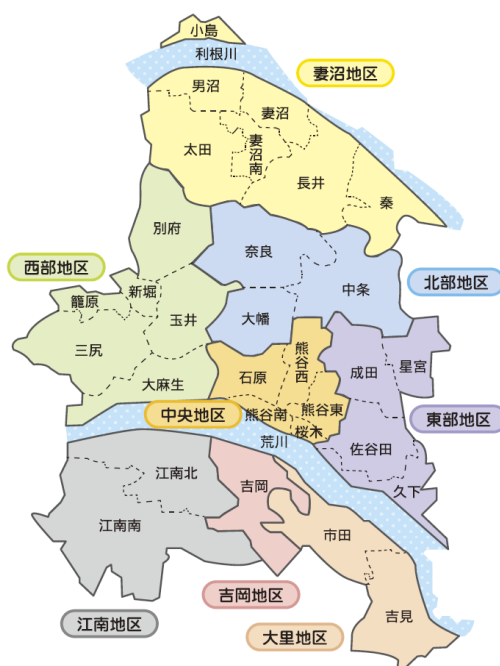 小島
利根川
妻沼地区
男沼
妻沼
太田
妻沼南
長井
秦
別府
奈良
西部地区
北部地区
籠原
新堀
中条
玉井
大幡
三尻
熊谷西
成田
星宮
石原
大麻生
中央地区
熊谷南
熊谷東
桜木
東部地区
荒川
佐谷田
江南北
吉岡
久下
江南南
市田
吉岡地区
江南地区
吉見
大里地区